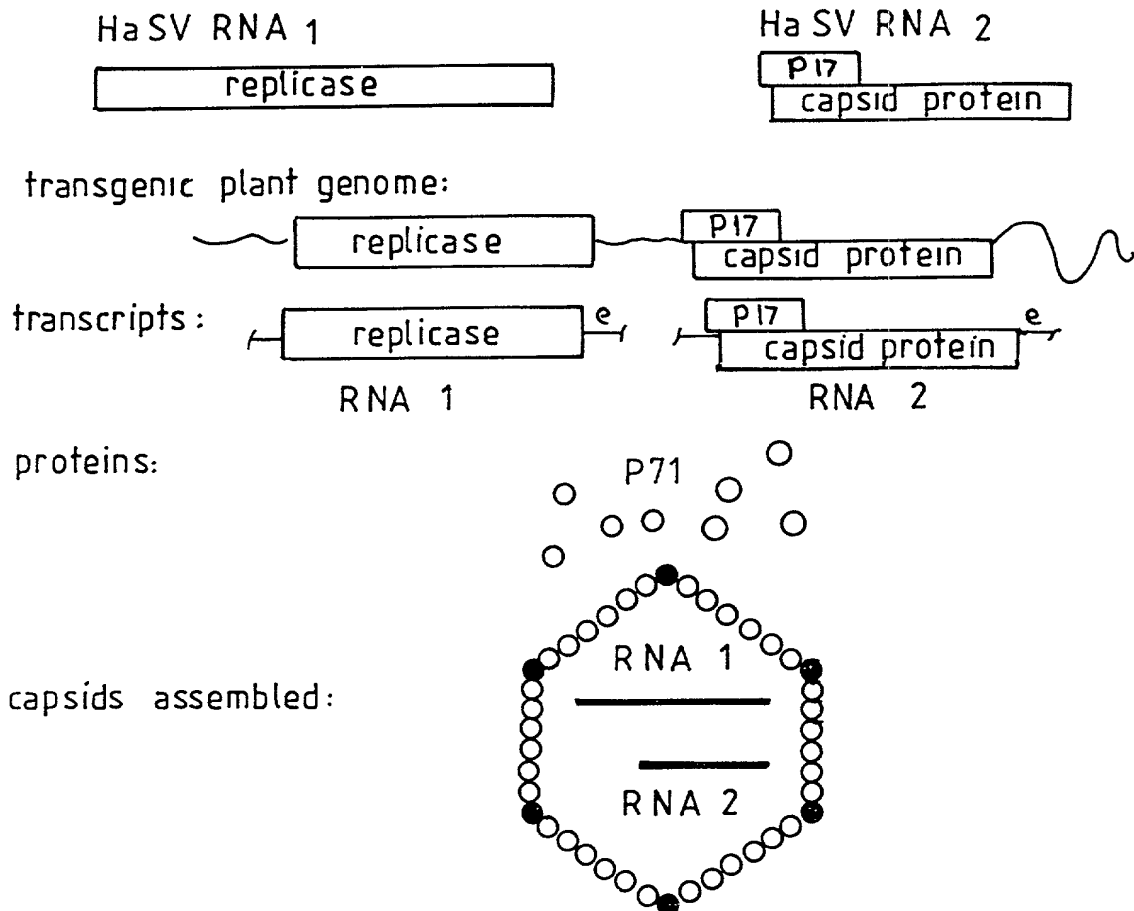 HaSV RNA 1
HaSV RNA 2
replicase
P17
capsid protein
transgenic plant genome:
replicase
P17
capsid protein
transcripts:
replicase
e
P17
capsid protein
e
RNA 1
RNA 2
proteins:
P71
RNA 1
capsids assembled:
RNA 2